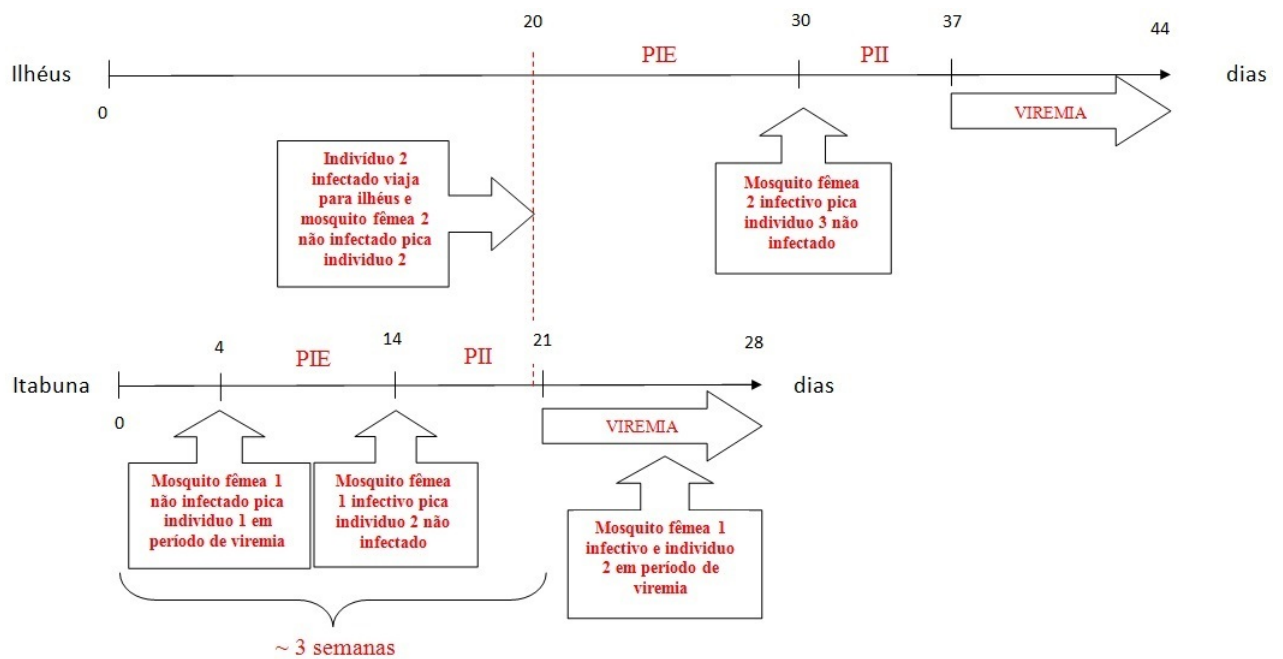 20
30
37
44
PIE
PII
Ilhéus
dias
0
VIREMIA
Indivíduo 2
infectado viaja
para ilhéus e
mosquito fêmea 2
não infectado pica
individuo 2
Mosquito fêmea
2 infectivo pica
individuo 3 não
infectado
4
14
21
28
PIE
PII
Itabuna
dias
0
VIREMIA
Mosquito fêmea 1
não infectado pica
individuo 1 em
período de viremia
Mosquito fêmea
1 infectivo pica
individuo 2 não
infectado
Mosquito fêmea 1
infectivo e individuo
2 em período de
viremia
~ 3 semanas